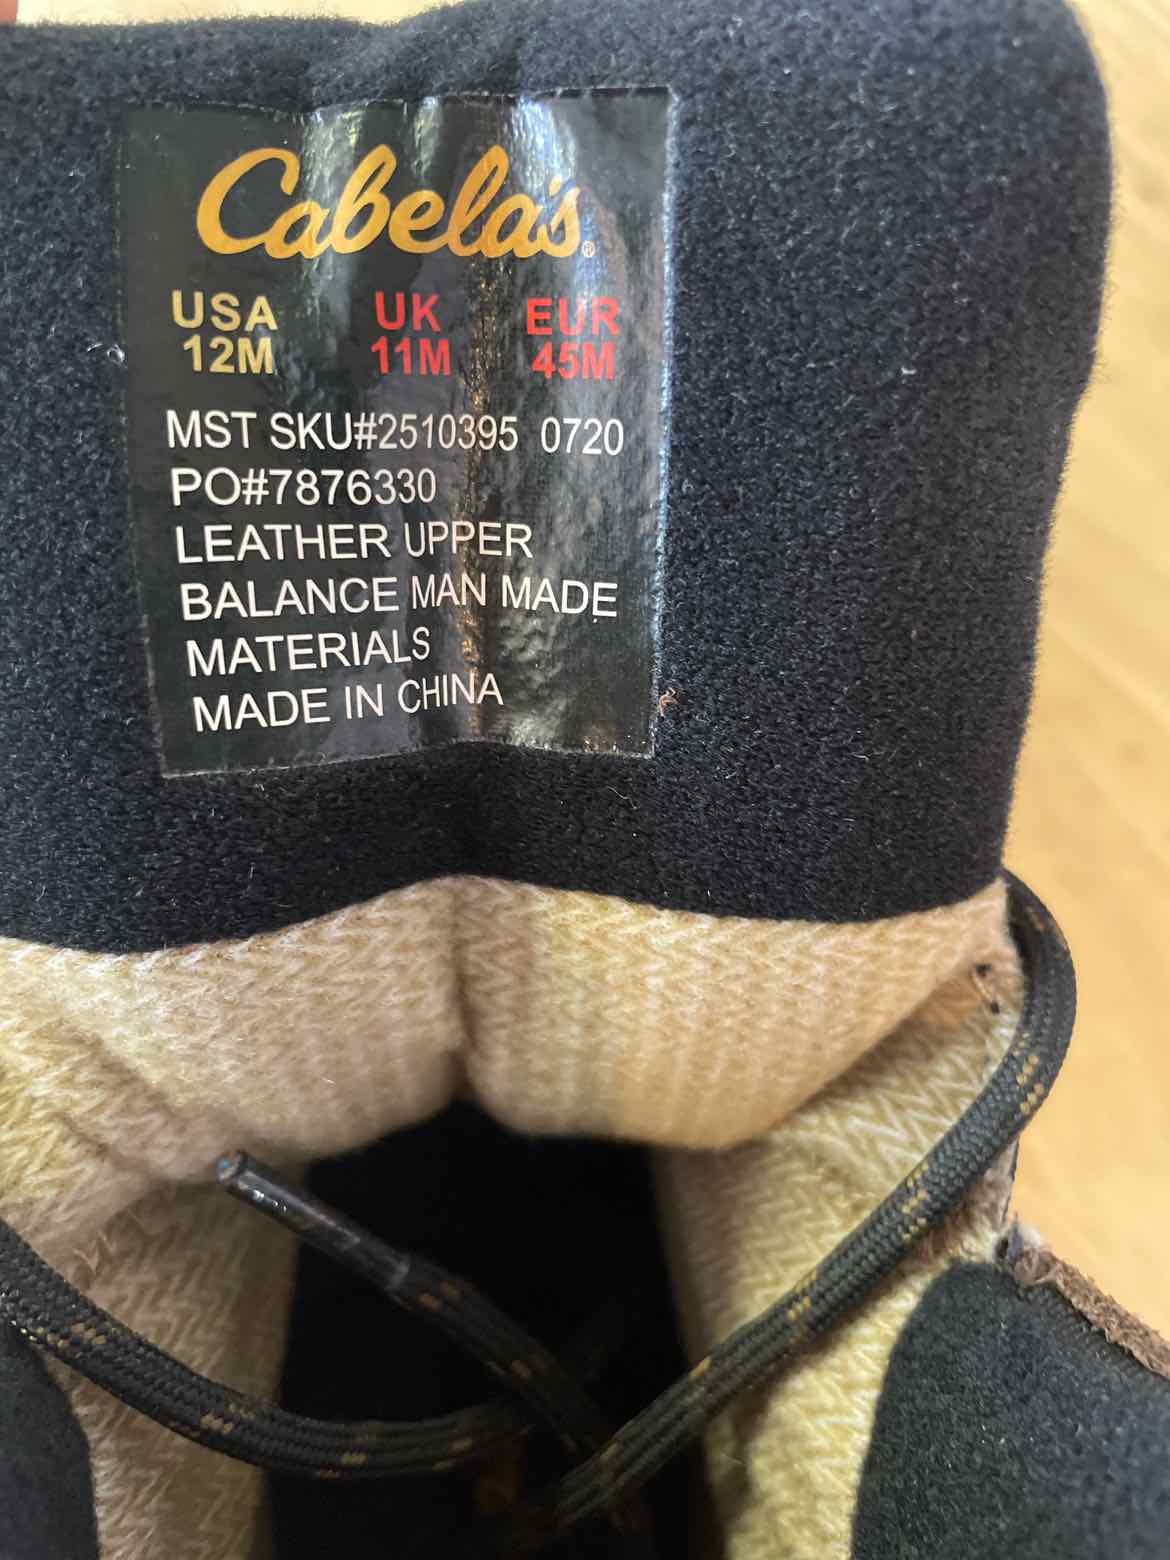 Cabela's®
USA UK EUR
12M 11M 45M
MST SKU#2510395 0720
PO#7876330
LEATHER UPPER
BALANCE MAN MADE
MATERIALS
MADE IN CHINA